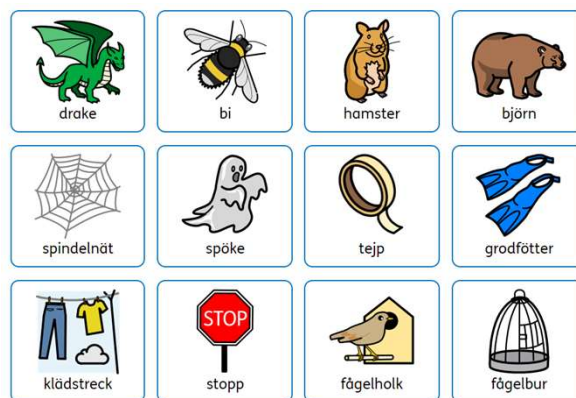 drake
bi
hamster
björn
spindelnät
spöke
tejp
grodfötter
klädstreck
STOP
stopp
fågelholk
fågelbur